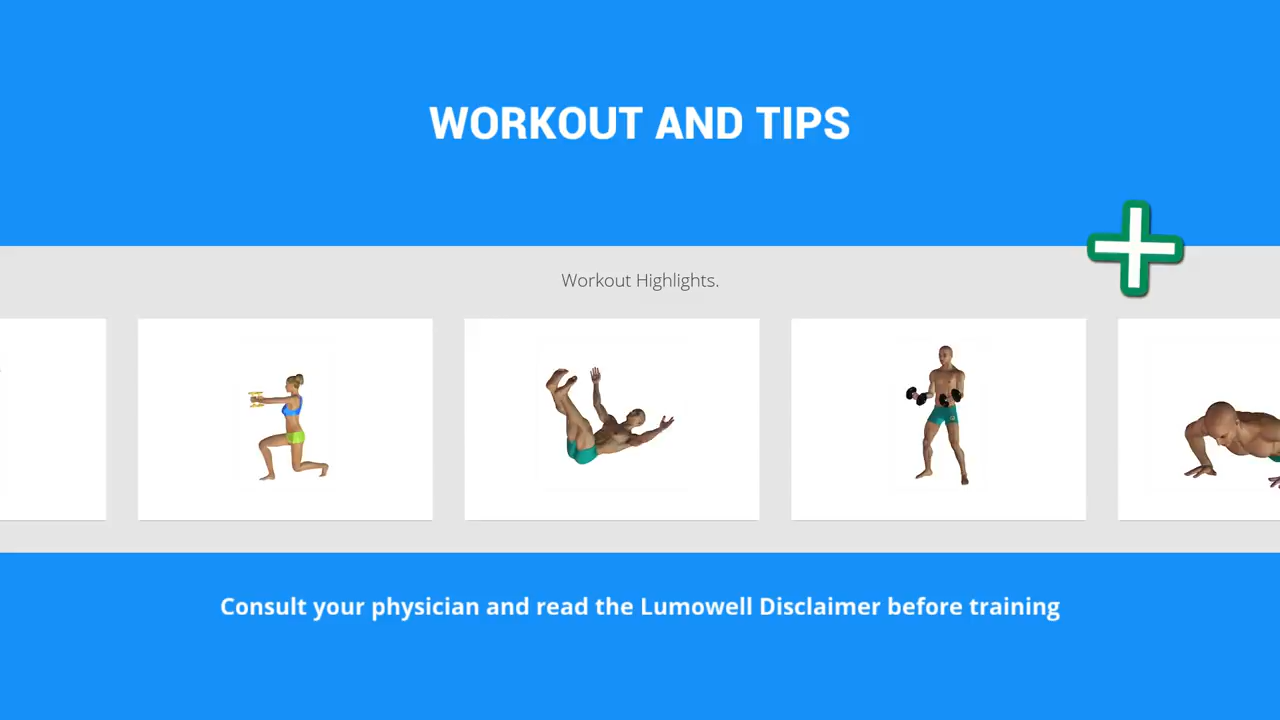 WORKOUT AND TIPS
Workout Highlights.
Consult your physician and read the Lumowell Disclaimer before training